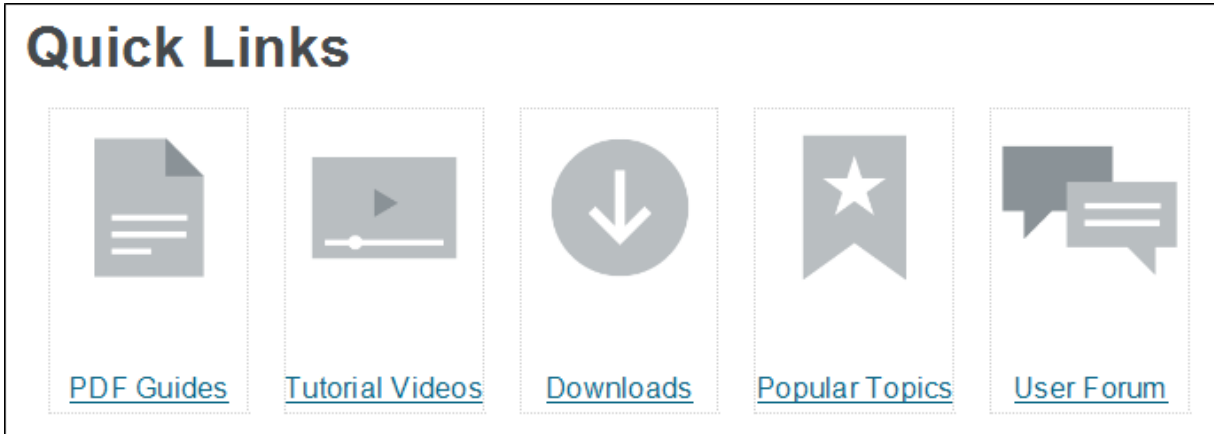 Quick Links
PDF Guides
Tutorial Videos
Downloads
Popular Topics
User Forum